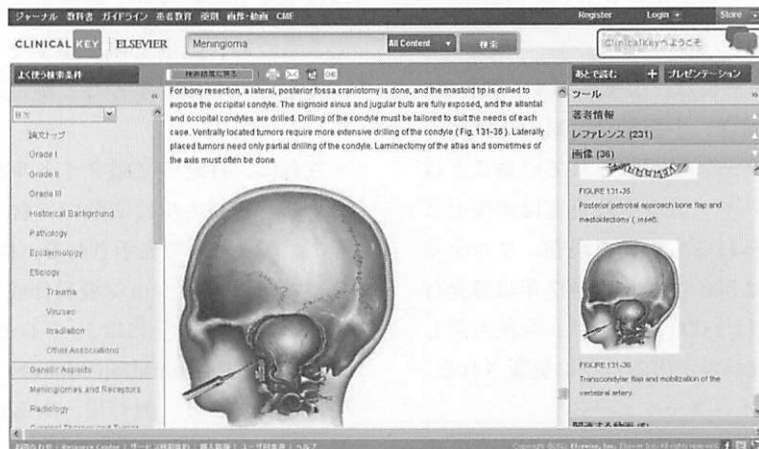 ジャーナル 教科書 ガイドライン 患者教育 薬剤 画像・動画 CME
Register Login Store
CLINICAL KEY ELSEVIER
Meningioma
All Content
検索
ClinicalKeyへようこそ
よく使う検索条件
検索結果に戻る
目次
論文トップ
Grade I
Grade II
Grade III
Historical Background
Pathology
Epidemiology
Etiology
Trauma
Viruses
Irradiation
Other Associations
Genetic Aspects
Meningiomas and Receptors
Radiology
For bony resection, a lateral, posterior fossa craniotomy is done, and the mastoid tip is drilled to
expose the occipital condyle. The sigmoid sinus and jugular bulb are fully exposed, and the atlantal
and occipital condyles are drilled. Drilling of the condyle must be tailored to suit the needs of each
case. Ventrally located tumors require more extensive drilling of the condyle (Fig. 131-36). Laterally
placed tumors need only partial drilling of the condyle. Laminectomy of the atlas and sometimes of
the axis must often be done.
あとで読む + プレゼンテーション
ツール
著者情報
レファレンス (231)
画像 (36)
Posterior petrosal approach bone flap and
mastoidectomy (inset).
FIGURE 131-36
Transcondylar flap and mobilization of the
vertebral artery.